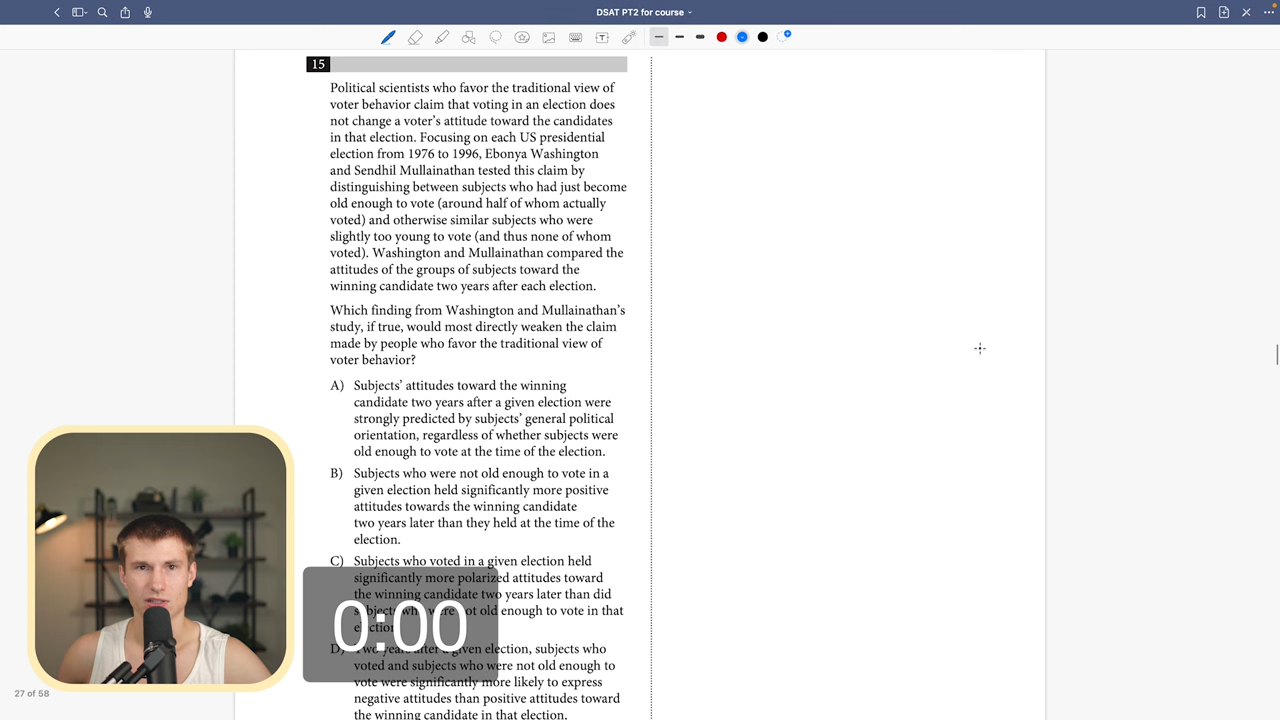 DSAT PT2 for course
15
Political scientists who favor the traditional view of
voter behavior claim that voting in an election does
not change a voter's attitude toward the candidates
in that election. Focusing on each US presidential
election from 1976 to 1996, Ebonya Washington
and Sendhil Mullainathan tested this claim by
distinguishing between subjects who had just become
old enough to vote (around half of whom actually
voted) and otherwise similar subjects who were
slightly too young to vote (and thus none of whom
voted). Washington and Mullainathan compared the
attitudes of the groups of subjects toward the
winning candidate two years after each election.
Which finding from Washington and Mullainathan's
study, if true, would most directly weaken the claim
made by people who favor the traditional view of
voter behavior?
A) Subjects' attitudes toward the winning
candidate two years after a given election were
strongly predicted by subjects' general political
orientation, regardless of whether subjects were
old enough to vote at the time of the election.
B) Subjects who were not old enough to vote in a
given election held significantly more positive
attitudes towards the winning candidate
two years later than they held at the time of the
election.
C) Subjects who voted in a given election held
significantly more polarized attitudes toward
the winning candidate two years later than did
subjects who were not old enough to vote in that
election.
D) Two years after a given election, subjects who
voted and subjects who were not old enough to
vote were significantly more likely to express
negative attitudes than positive attitudes toward
the winning candidate in that election.
0:00
27 of 58